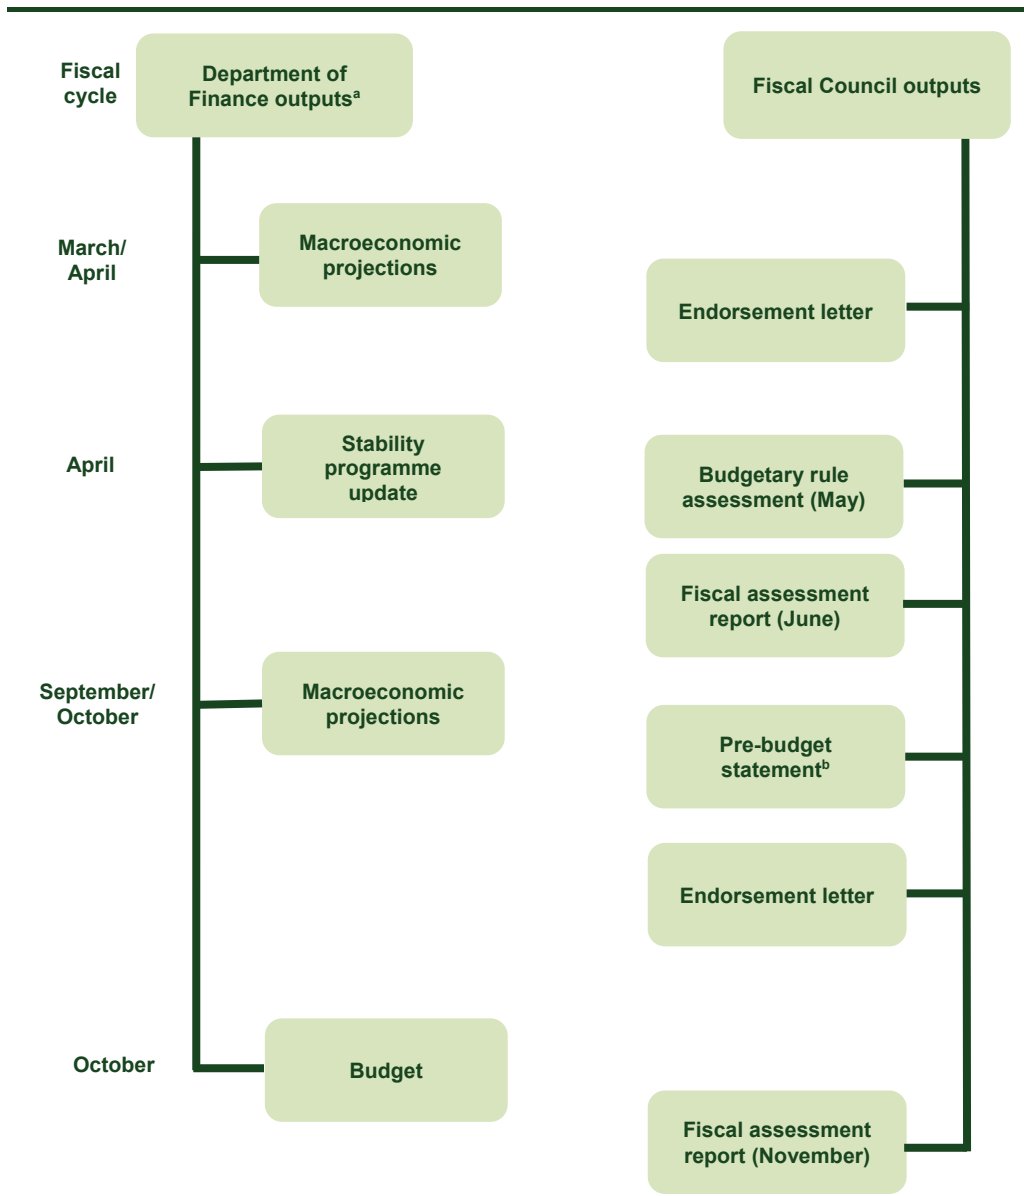 Fiscal
cycle
Department of
Finance outputsᵃ
Fiscal Council outputs
March/
April
Macroeconomic
projections
Endorsement letter
April
Stability
programme
update
Budgetary rule
assessment (May)
Fiscal assessment
report (June)
September/
October
Macroeconomic
projections
Pre-budget
statementᵇ
Endorsement letter
October
Budget
Fiscal assessment
report (November)